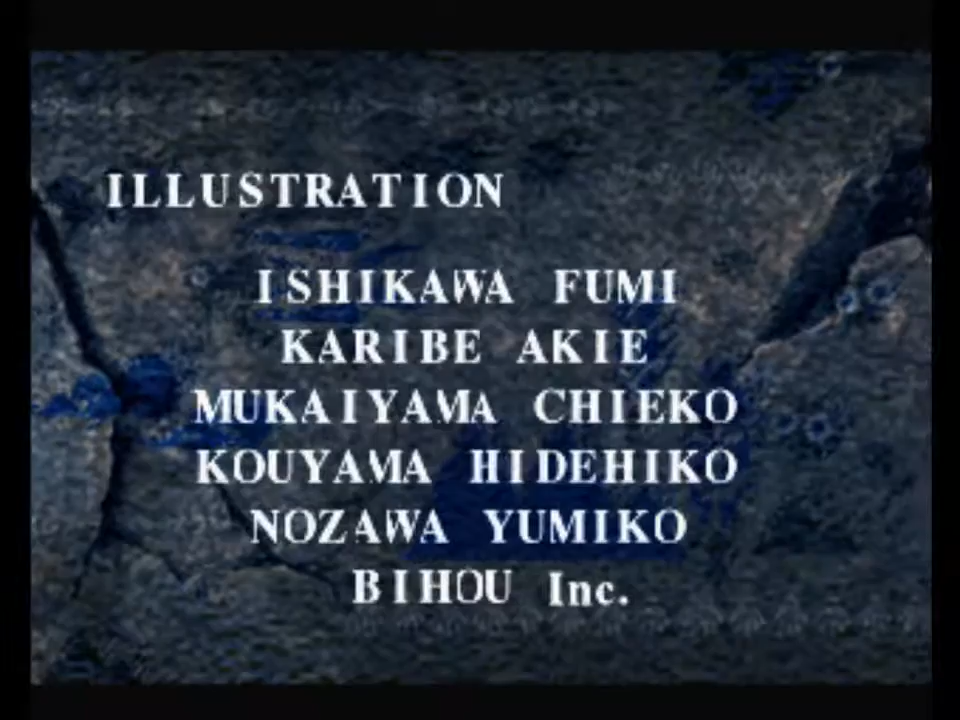 ILLUSTRATION
ISHIKAWA FUMI
KARIBE AKIE
MUKAIYAMA CHIEKO
KOUYAMA HIDEHIKO
NOZAWA YUMIKO
BIHOU Inc.